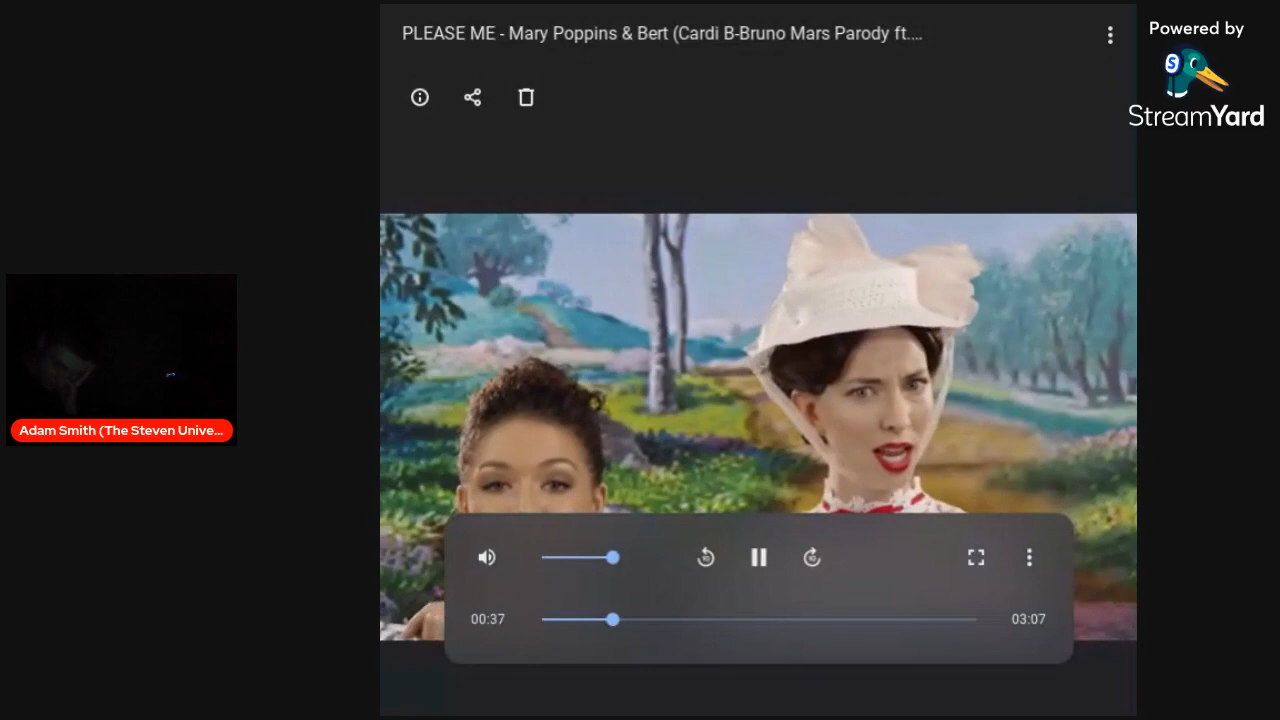 PLEASE ME - Mary Poppins & Bert (Cardi B-Bruno Mars Parody ft....
Powered by
S
StreamYard
Adam Smith (The Steven Unive...
00:37
03:07